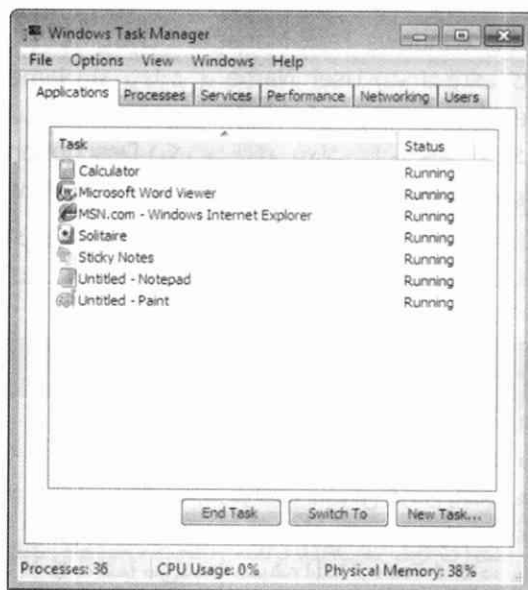 Windows Task Manager
File Options View Windows Help
Applications Processes Services Performance Networking Users
Task Status
Calculator Running
Microsoft Word Viewer Running
MSN.com - Windows Internet Explorer Running
Solitaire Running
Sticky Notes Running
Untitled - Notepad Running
Untitled - Paint Running
End Task Switch To New Task...
Processes: 36 CPU Usage: 0% Physical Memory: 38%